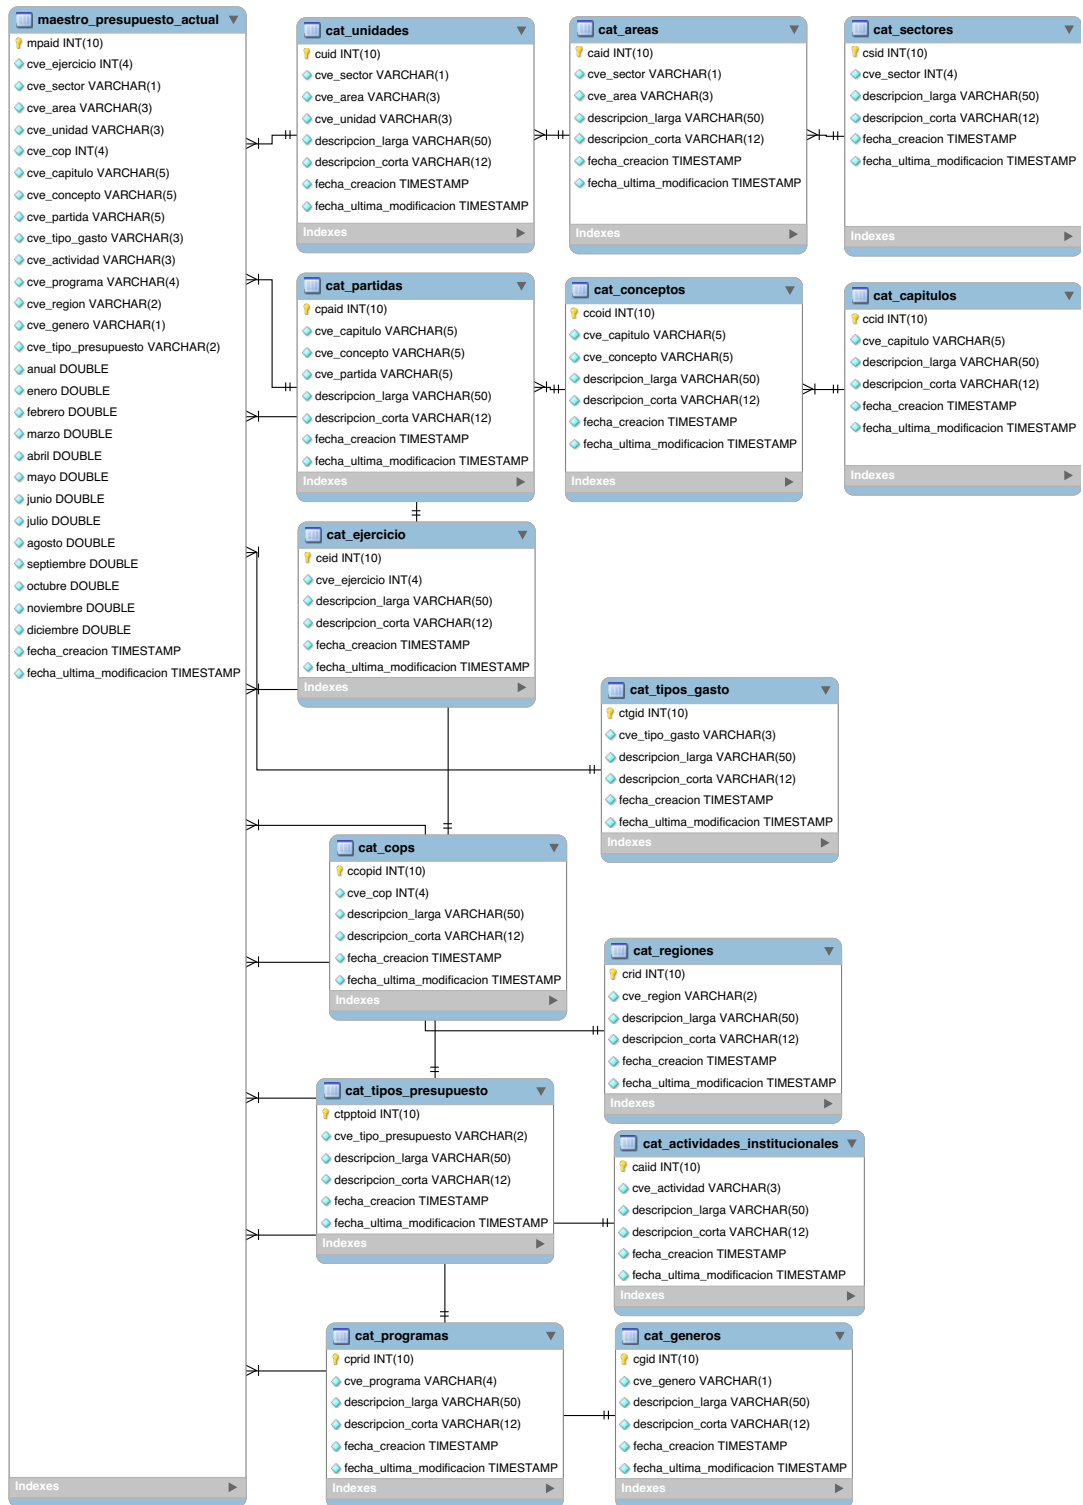 maestro_presupuesto_actual
mpaid INT(10)
cve_ejercicio INT(4)
cve_sector VARCHAR(1)
cve_area VARCHAR(3)
cve_unidad VARCHAR(3)
cve_cop INT(4)
cve_capitulo VARCHAR(5)
cve_concepto VARCHAR(5)
cve_partida VARCHAR(5)
cve_tipo_gasto VARCHAR(3)
cve_actividad VARCHAR(3)
cve_programa VARCHAR(4)
cve_region VARCHAR(2)
cve_genero VARCHAR(1)
cve_tipo_presupuesto VARCHAR(2)
anual DOUBLE
enero DOUBLE
febrero DOUBLE
marzo DOUBLE
abril DOUBLE
mayo DOUBLE
junio DOUBLE
julio DOUBLE
agosto DOUBLE
septiembre DOUBLE
octubre DOUBLE
noviembre DOUBLE
diciembre DOUBLE
fecha_creacion TIMESTAMP
fecha_ultima_modificacion TIMESTAMP
Indexes
cat_unidades
cuid INT(10)
cve_sector VARCHAR(1)
cve_area VARCHAR(3)
cve_unidad VARCHAR(3)
descripcion_larga VARCHAR(50)
descripcion_corta VARCHAR(12)
fecha_creacion TIMESTAMP
fecha_ultima_modificacion TIMESTAMP
Indexes
cat_areas
caid INT(10)
cve_sector VARCHAR(1)
cve_area VARCHAR(3)
descripcion_larga VARCHAR(50)
descripcion_corta VARCHAR(12)
fecha_creacion TIMESTAMP
fecha_ultima_modificacion TIMESTAMP
Indexes
cat_sectores
csid INT(10)
cve_sector INT(4)
descripcion_larga VARCHAR(50)
descripcion_corta VARCHAR(12)
fecha_creacion TIMESTAMP
fecha_ultima_modificacion TIMESTAMP
Indexes
cat_partidas
cpaid INT(10)
cve_capitulo VARCHAR(5)
cve_concepto VARCHAR(5)
cve_partida VARCHAR(5)
descripcion_larga VARCHAR(50)
descripcion_corta VARCHAR(12)
fecha_creacion TIMESTAMP
fecha_ultima_modificacion TIMESTAMP
Indexes
cat_conceptos
ccoid INT(10)
cve_capitulo VARCHAR(5)
cve_concepto VARCHAR(5)
descripcion_larga VARCHAR(50)
descripcion_corta VARCHAR(12)
fecha_creacion TIMESTAMP
fecha_ultima_modificacion TIMESTAMP
Indexes
cat_capitulos
ccid INT(10)
cve_capitulo VARCHAR(5)
descripcion_larga VARCHAR(50)
descripcion_corta VARCHAR(12)
fecha_creacion TIMESTAMP
fecha_ultima_modificacion TIMESTAMP
Indexes
cat_ejercicio
ceid INT(10)
cve_ejercicio INT(4)
descripcion_larga VARCHAR(50)
descripcion_corta VARCHAR(12)
fecha_creacion TIMESTAMP
fecha_ultima_modificacion TIMESTAMP
Indexes
cat_tipos_gasto
ctgid INT(10)
cve_tipo_gasto VARCHAR(3)
descripcion_larga VARCHAR(50)
descripcion_corta VARCHAR(12)
fecha_creacion TIMESTAMP
fecha_ultima_modificacion TIMESTAMP
Indexes
cat_cops
ccopid INT(10)
cve_cop INT(4)
descripcion_larga VARCHAR(50)
descripcion_corta VARCHAR(12)
fecha_creacion TIMESTAMP
fecha_ultima_modificacion TIMESTAMP
Indexes
cat_regiones
crid INT(10)
cve_region VARCHAR(2)
descripcion_larga VARCHAR(50)
descripcion_corta VARCHAR(12)
fecha_creacion TIMESTAMP
fecha_ultima_modificacion TIMESTAMP
Indexes
cat_tipos_presupuesto
ctpptoid INT(10)
cve_tipo_presupuesto VARCHAR(2)
descripcion_larga VARCHAR(50)
descripcion_corta VARCHAR(12)
fecha_creacion TIMESTAMP
fecha_ultima_modificacion TIMESTAMP
Indexes
cat_actividades_institucionales
caiid INT(10)
cve_actividad VARCHAR(3)
descripcion_larga VARCHAR(50)
descripcion_corta VARCHAR(12)
fecha_creacion TIMESTAMP
fecha_ultima_modificacion TIMESTAMP
Indexes
cat_programas
cprid INT(10)
cve_programa VARCHAR(4)
descripcion_larga VARCHAR(50)
descripcion_corta VARCHAR(12)
fecha_creacion TIMESTAMP
fecha_ultima_modificacion TIMESTAMP
Indexes
cat_generos
cgid INT(10)
cve_genero VARCHAR(1)
descripcion_larga VARCHAR(50)
descripcion_corta VARCHAR(12)
fecha_creacion TIMESTAMP
fecha_ultima_modificacion TIMESTAMP
Indexes